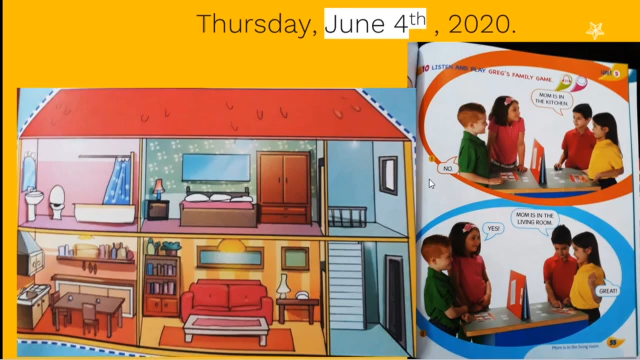 Thursday, June 4th , 2020.
10 LISTEN AND PLAY GREG'S FAMILY GAME.
MOM IS IN
THE KITCHEN.
NO.
YES!
MOM IS IN THE
LIVING ROOM.
GREAT!